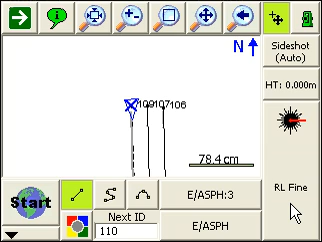 N
Sideshot
(Auto)
HT: 0.000m
109107106
78.4 cm
RL Fine
Start
E/ASPH:3
Next ID
110
E/ASPH